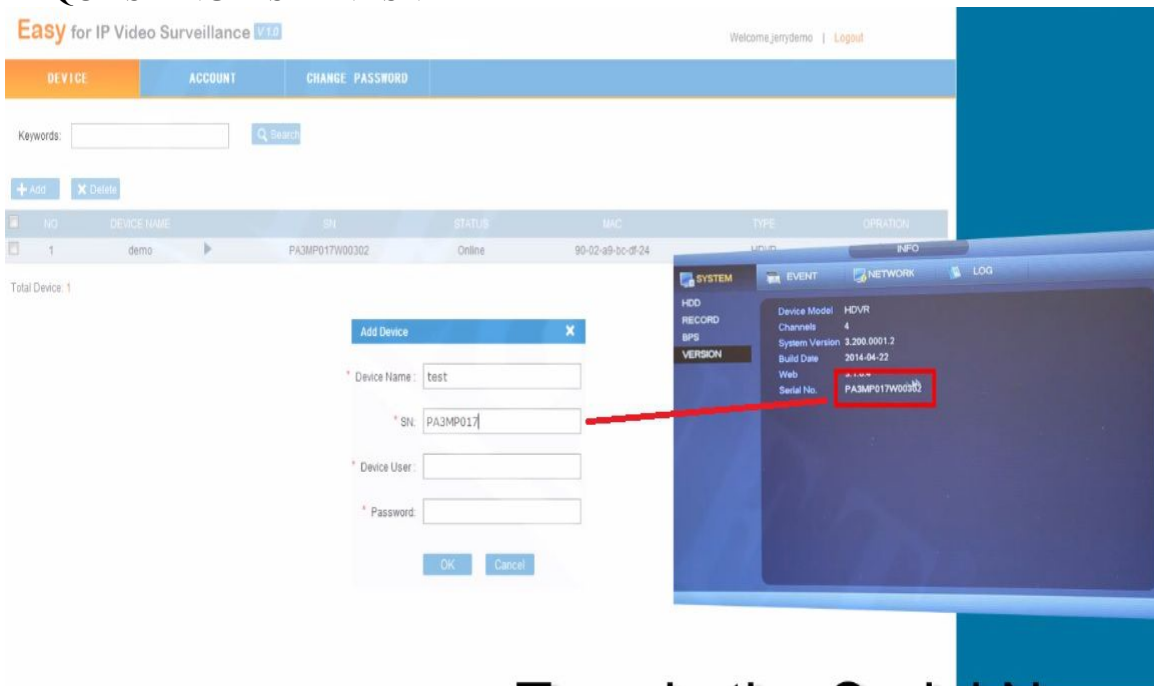 Easy for IP Video Surveillance V1.0
Welcome,jerrydemo | Logout
DEVICE ACCOUNT CHANGE PASSWORD
Keywords: Search
Add Delete
NO DEVICE NAME SN STATUS MAC TYPE OPRATION
1 demo PA3MP017W00302 Online 90-02-a9-bc-df-24 HDVR
Total Device: 1
Add Device X
* Device Name : test
* SN: PA3MP017
* Device User :
* Password:
OK Cancel
INFO
SYSTEM EVENT NETWORK LOG
HDD
RECORD
BPS
VERSION
Device Model HDVR
Channels 4
System Version 3.200.0001.2
Build Date 2014-04-22
Web
Serial No. PA3MP017W00302